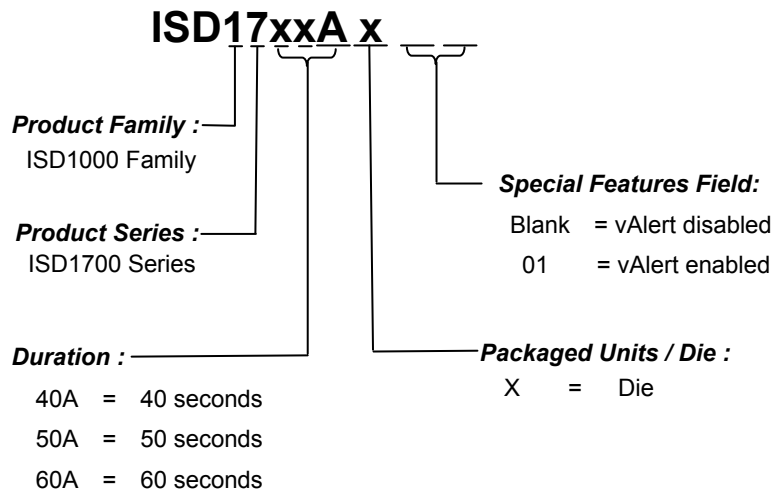 ISD17xxA x
Product Family :
ISD1000 Family
Special Features Field:
Blank = vAlert disabled
01 = vAlert enabled
Product Series :
ISD1700 Series
Duration :
40A = 40 seconds
50A = 50 seconds
60A = 60 seconds
Packaged Units / Die :
X = Die